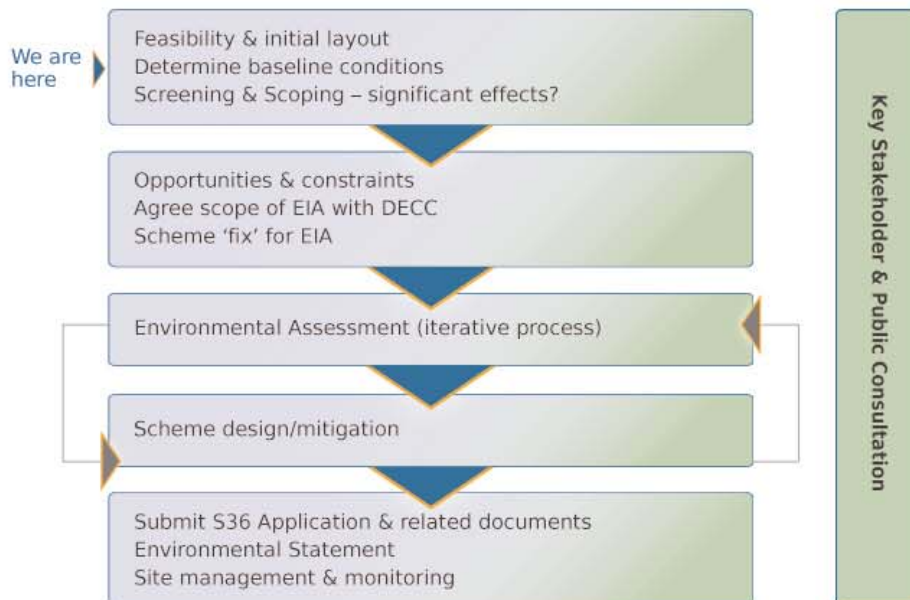 We are
here
Feasibility & initial layout
Determine baseline conditions
Screening & Scoping – significant effects?
Opportunities & constraints
Agree scope of EIA with DECC
Scheme ‘fix’ for EIA
Environmental Assessment (iterative process)
Scheme design/mitigation
Submit S36 Application & related documents
Environmental Statement
Site management & monitoring
Key Stakeholder & Public Consultation